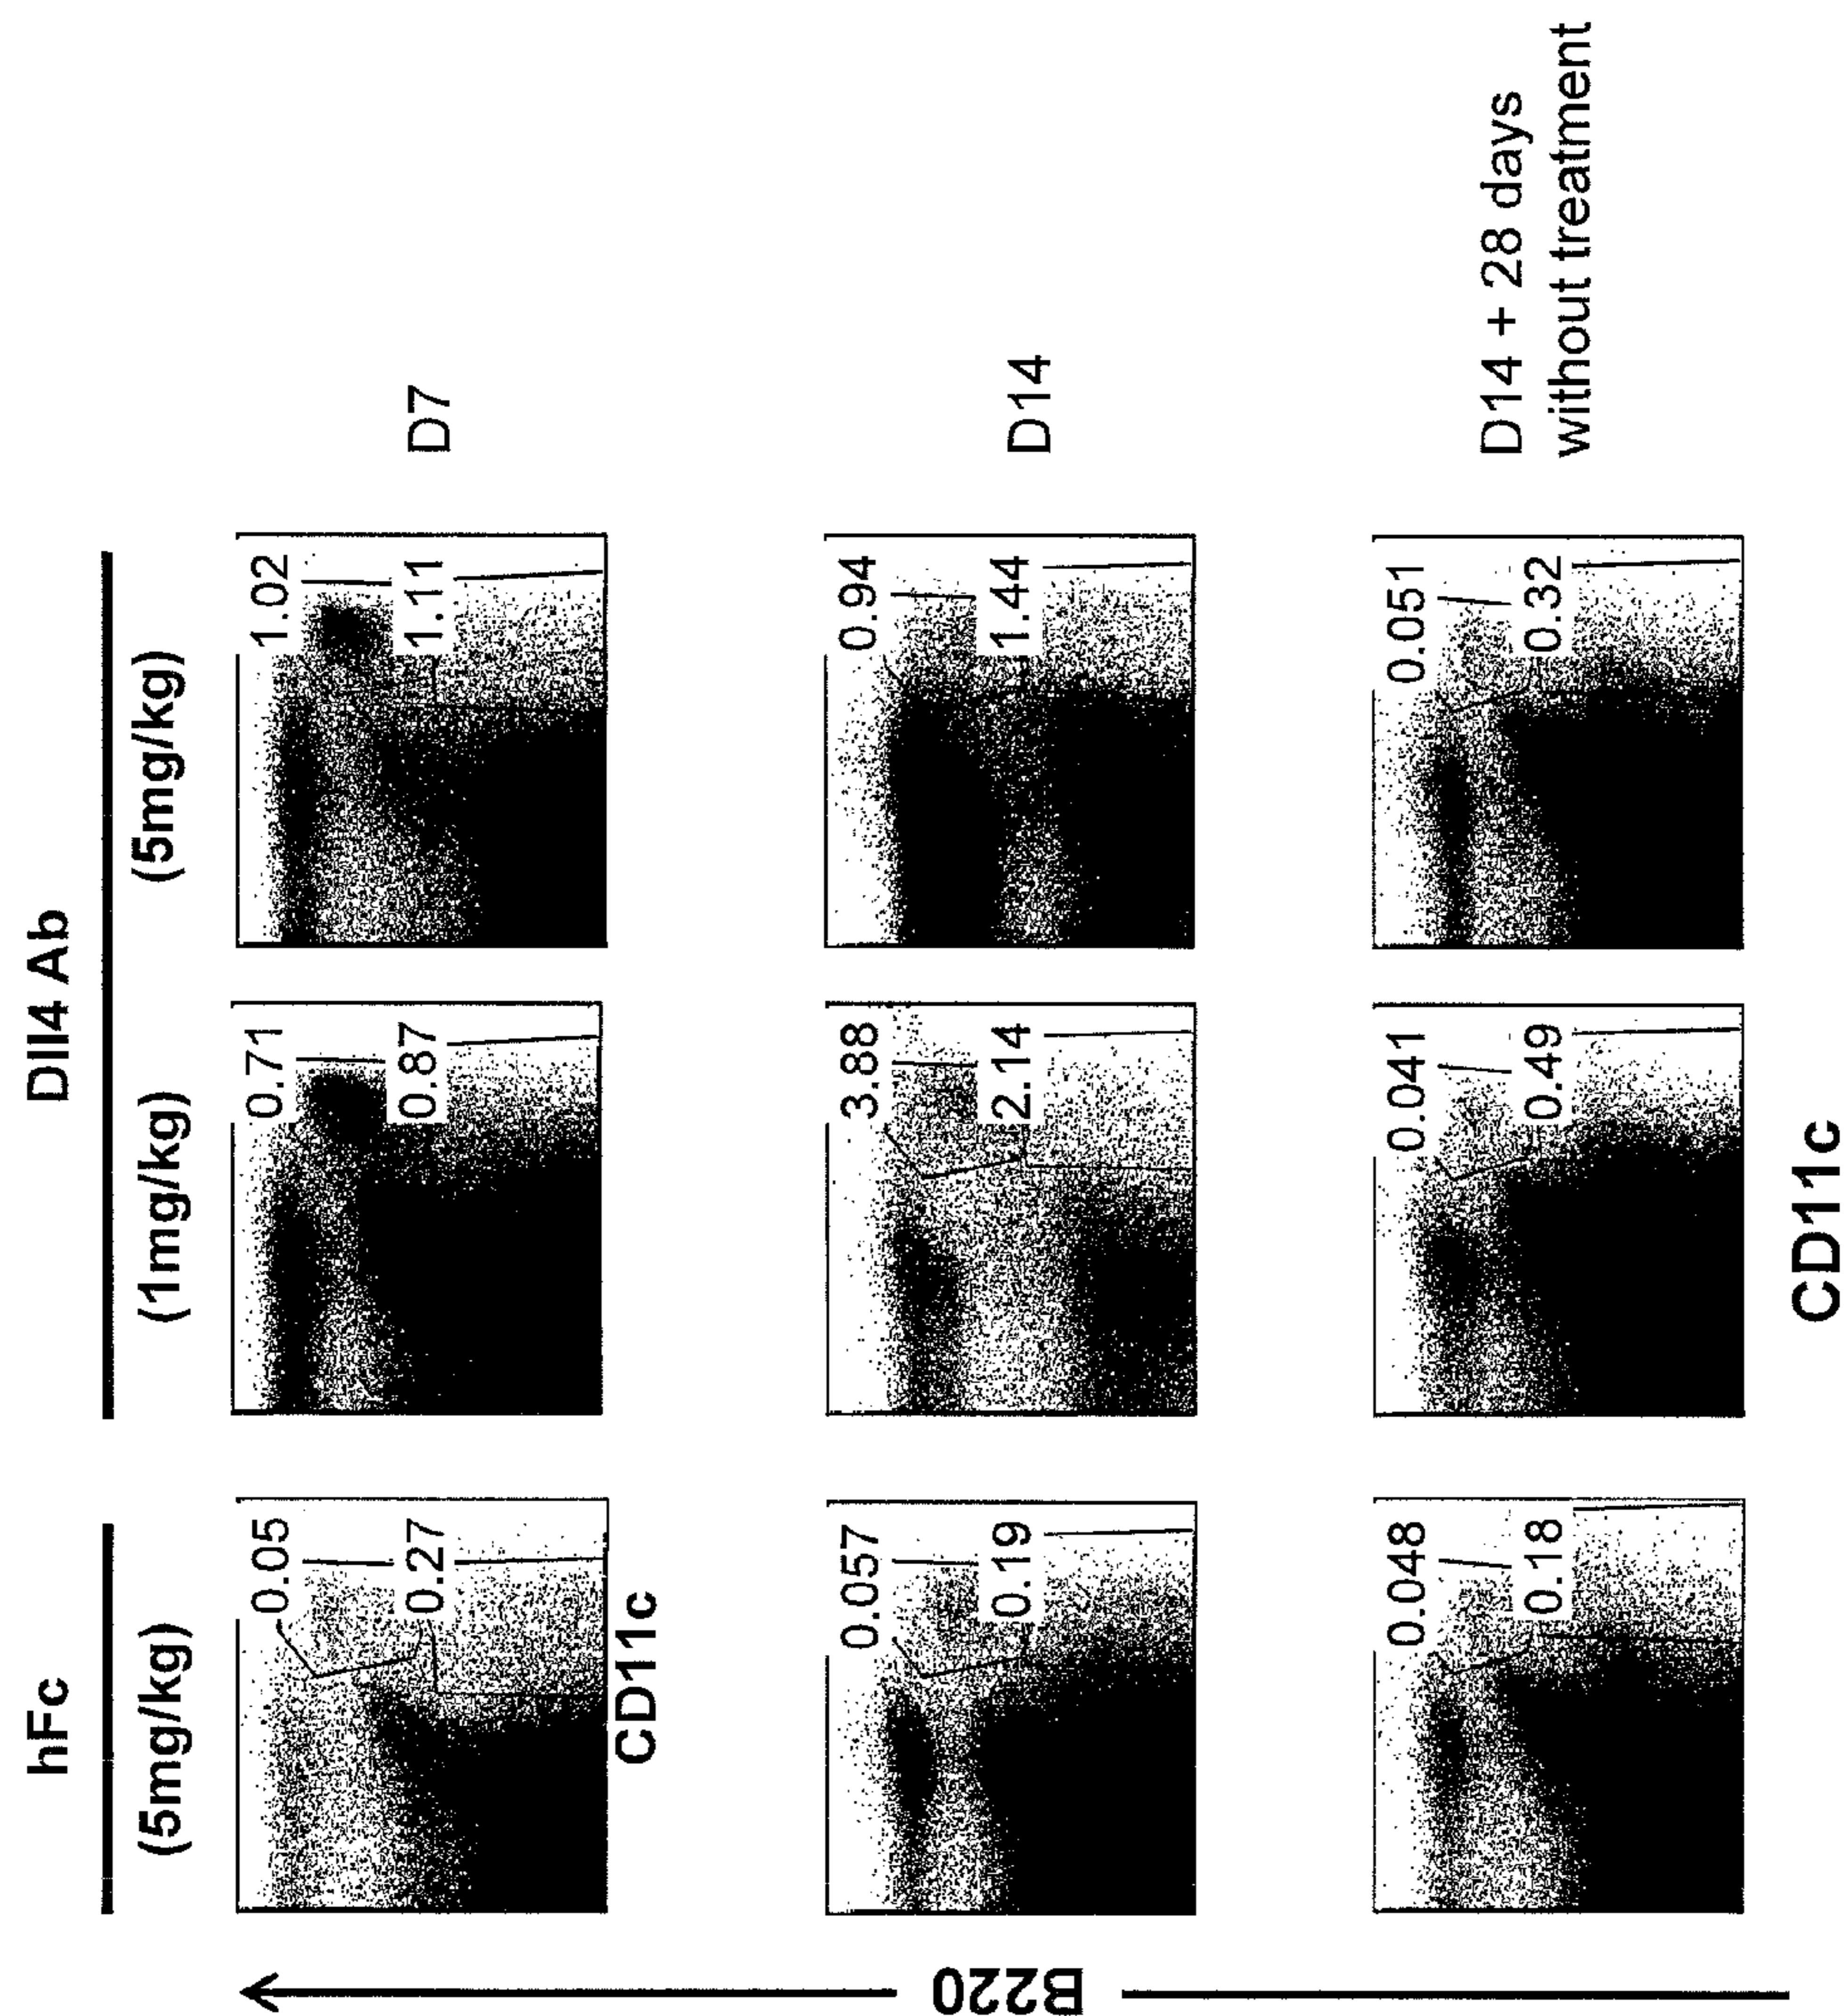 hFc
Dll4 Ab
(5mg/kg)
(1mg/kg)
(5mg/kg)
B220
0.05
0.27
0.71
0.87
1.02
1.11
D7
CD11c
0.057
0.19
3.88
2.14
0.94
1.44
D14
0.048
0.18
0.041
0.49
0.051
0.32
D14 + 28 days
without treatment
CD11c